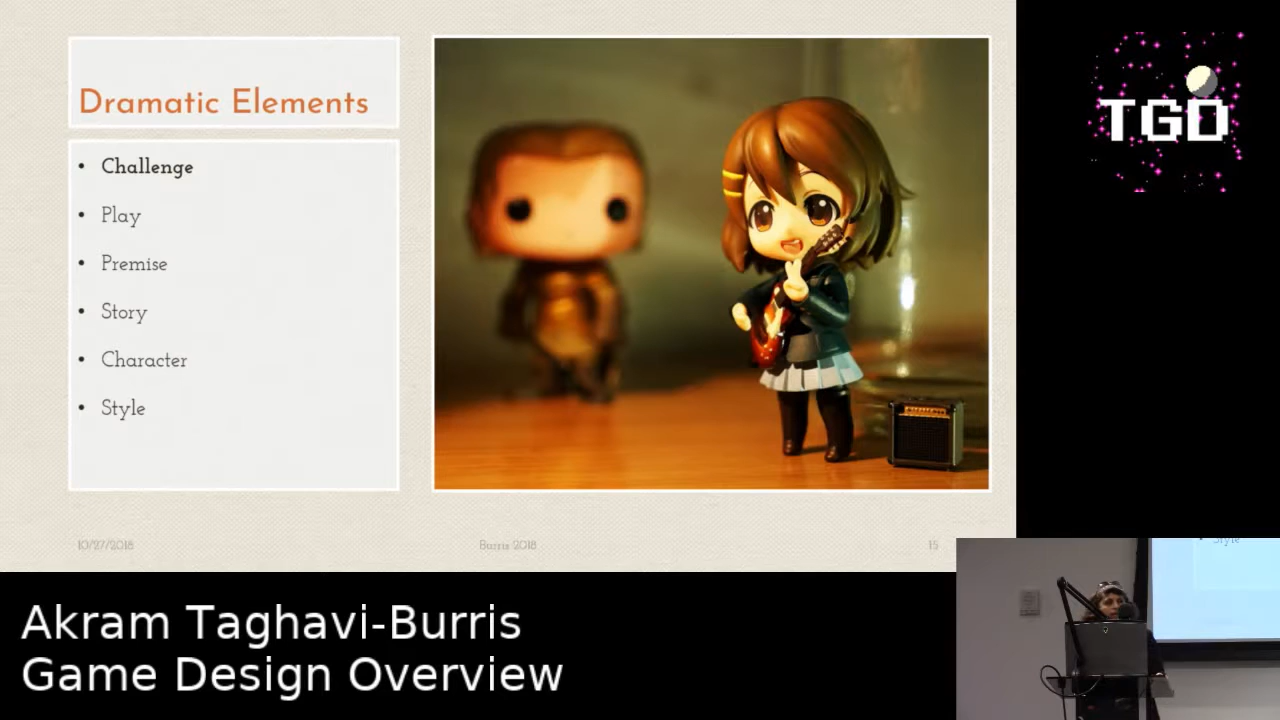 Dramatic Elements
• Challenge
• Play
• Premise
• Story
• Character
• Style
10/27/2018
Burris 2018
15
TGD
Style
Akram Taghavi-Burris
Game Design Overview